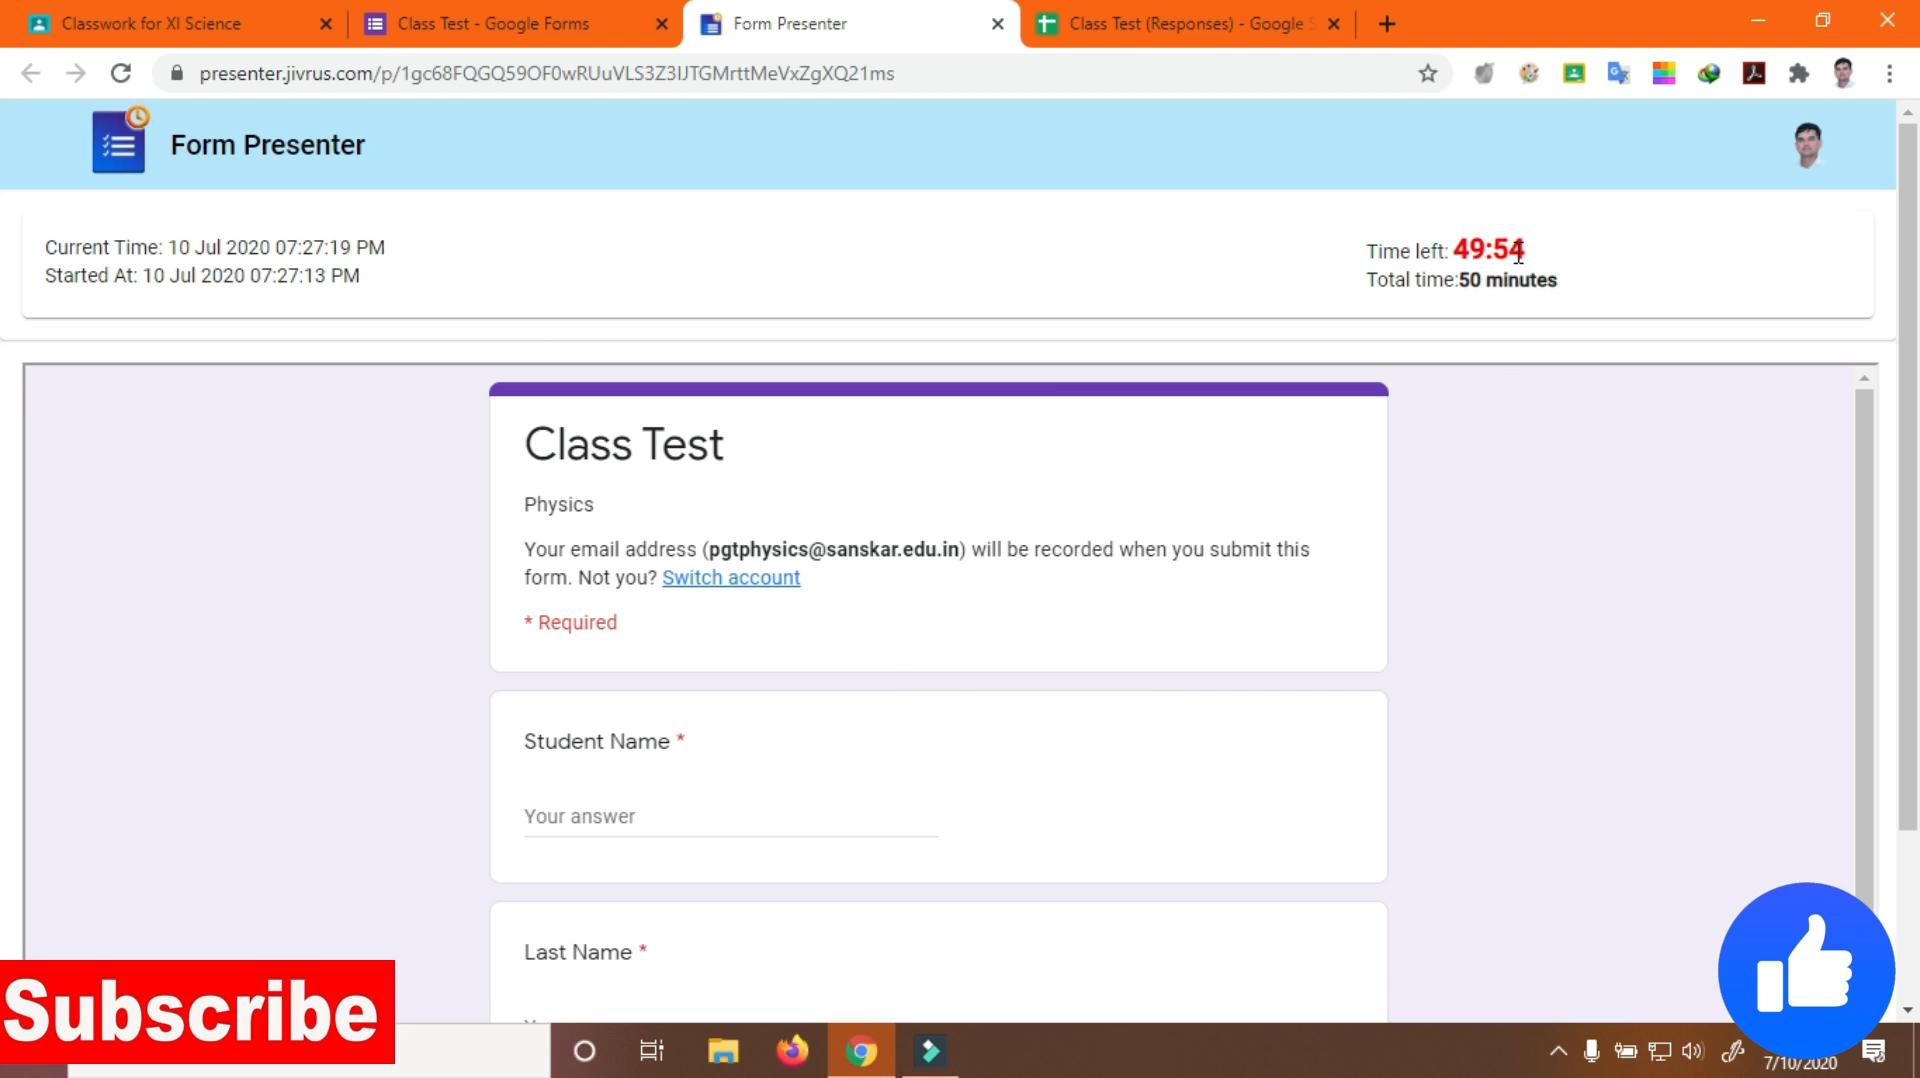 Classwork for XI Science
Class Test - Google Forms
Form Presenter
Class Test (Responses) - Google S
presenter.jivrus.com/p/1gc68FQGQ59OF0wRUuVLS3Z3IJTGMrttMeVxZgXQ21ms
Form Presenter
Current Time: 10 Jul 2020 07:27:19 PM
Started At: 10 Jul 2020 07:27:13 PM
Time left: 49:54
Total time:50 minutes
Class Test
Physics
Your email address (pgtphysics@sanskar.edu.in) will be recorded when you submit this
form. Not you? Switch account
* Required
Student Name *
Your answer
Last Name *
Subscribe
7/10/2020